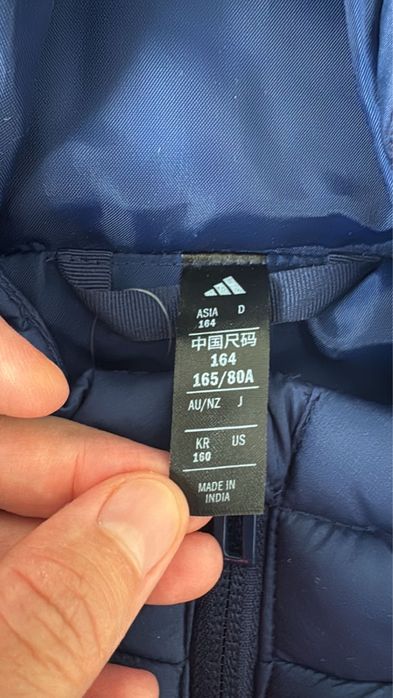 ASIA D
164
中国尺码
164
165/80A
AU/NZ J
KR US
160
MADE IN
INDIA